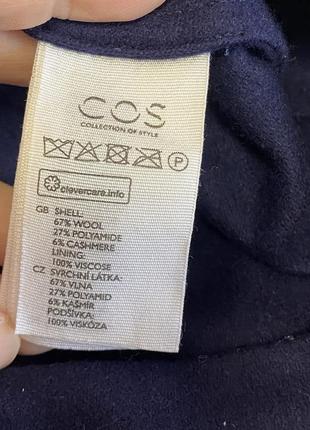 COS
COLLECTION OF STYLE
P
clevercare.info
GB SHELL:
67% WOOL
27% POLYAMIDE
6% CASHMERE
LINING:
100% VISCOSE
CZ SVRCHNÍ LÁTKA:
67% VLNA
27% POLYAMID
6% KAŠMÍR
PODŠÍVKA:
100% VISKÓZA